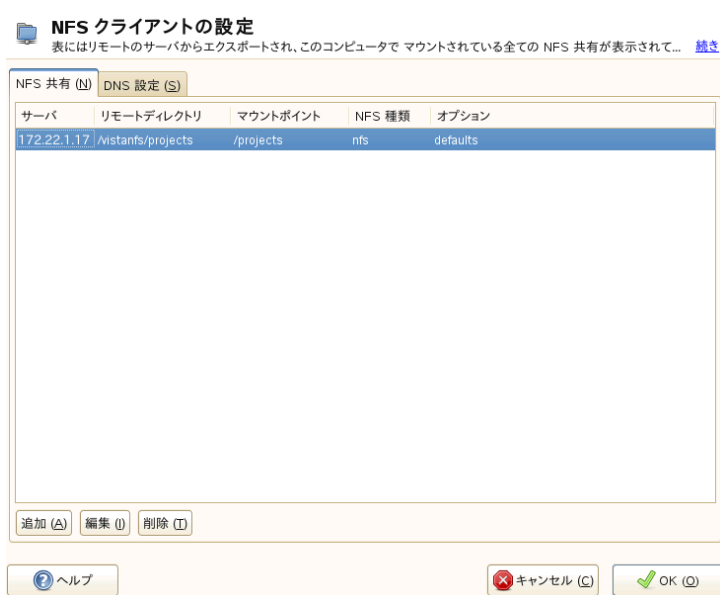 NFS クライアントの設定
表にはリモートのサーバからエクスポートされ、このコンピュータで マウントされている全ての NFS 共有が表示されて... 続き
NFS 共有 (N) DNS 設定 (S)
サーバ リモートディレクトリ マウントポイント NFS 種類 オプション
172.22.1.17 /vistanfs/projects /projects nfs defaults
追加 (A) 編集 (I) 削除 (T)
ヘルプ キャンセル (C) OK (O)